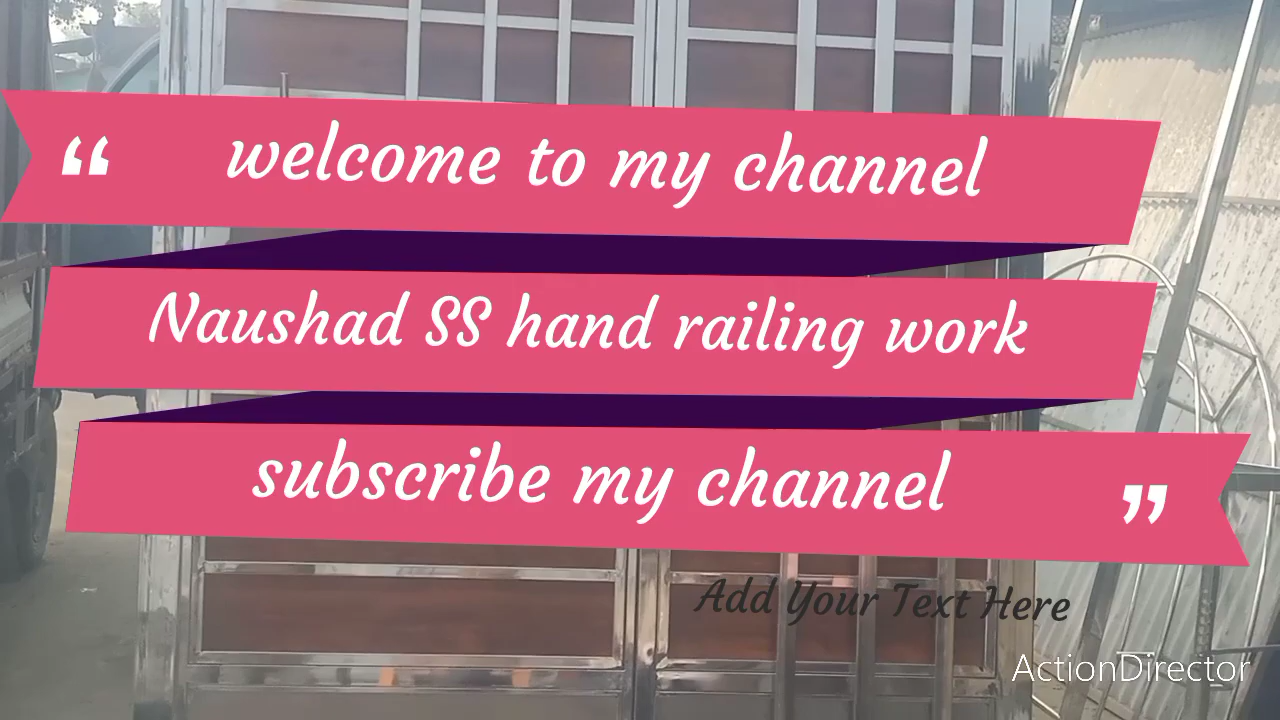 “ welcome to my channel
Naushad SS hand railing work
subscribe my channel ”
Add Your Text Here
ActionDirector